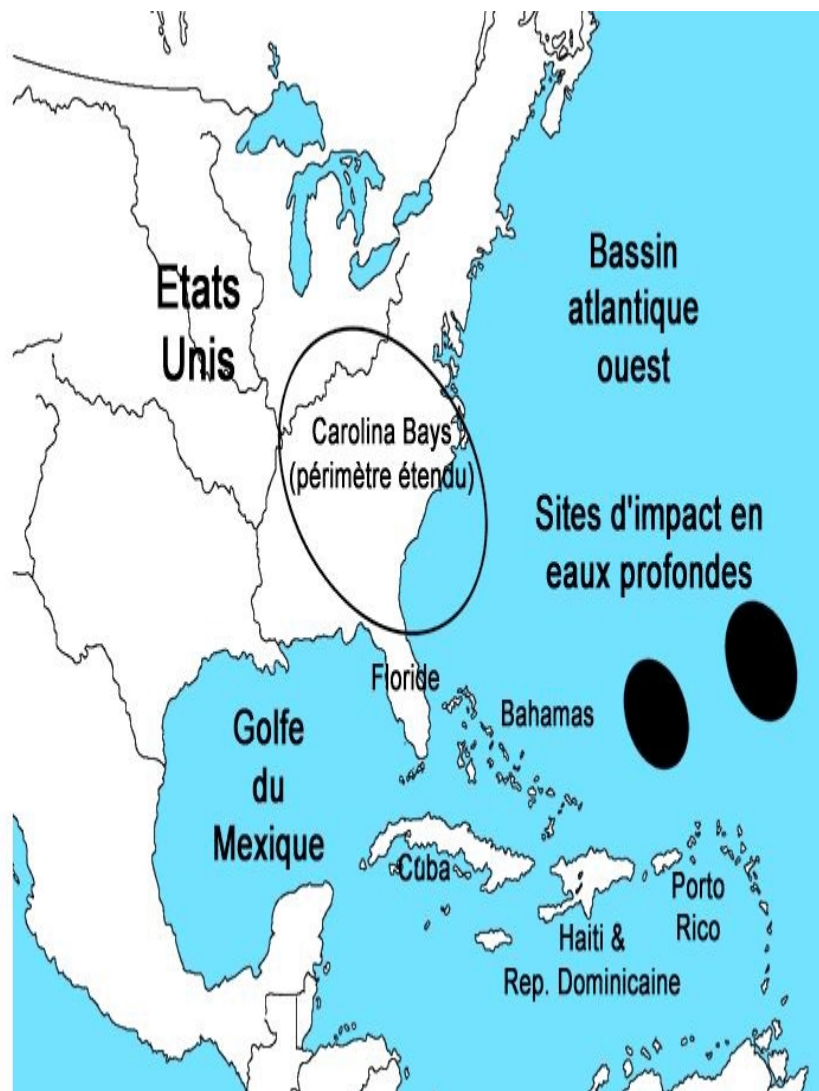 Etats
Unis
Bassin
atlantique
ouest
Carolina Bays
(périmètre étendu)
Sites d'impact en
eaux profondes
Floride
Bahamas
Golfe
du
Mexique
Cuba
Porto
Rico
Haiti &
Rep. Dominicaine